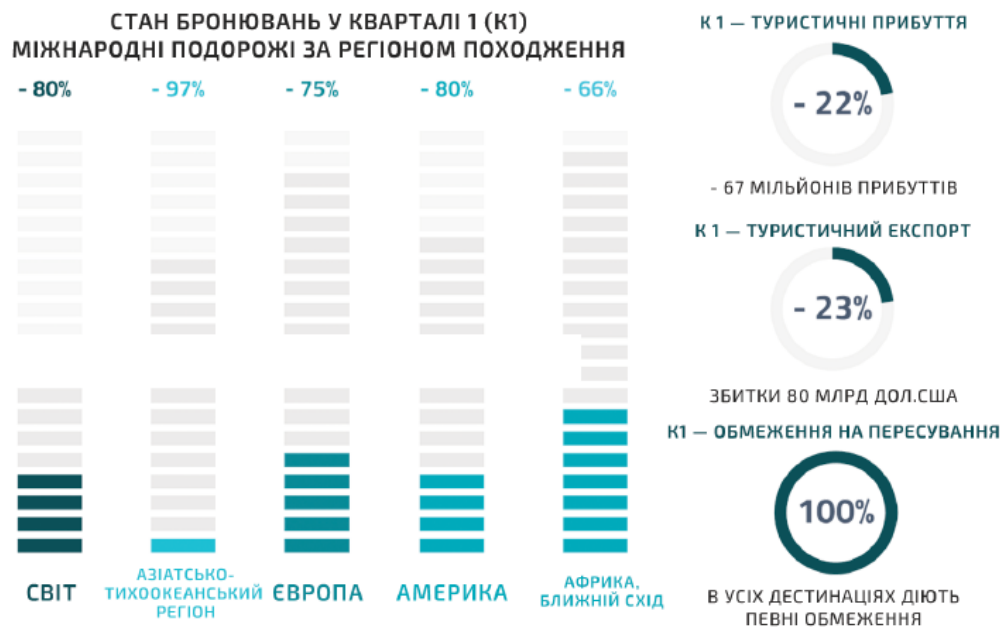 СТАН БРОНЮВАНЬ У КВАРТАЛІ 1 (К1)
МІЖНАРОДНІ ПОДОРОЖІ ЗА РЕГІОНОМ ПОХОДЖЕННЯ
- 80%
- 97%
- 75%
- 80%
- 66%
СВІТ
АЗІАТСЬКО-
ТИХООКЕАНСЬКИЙ
РЕГІОН
ЄВРОПА
АМЕРИКА
АФРИКА,
БЛИЖНІЙ СХІД
К 1 — ТУРИСТИЧНІ ПРИБУТТЯ
- 22%
- 67 МІЛЬЙОНІВ ПРИБУТТІВ
К 1 — ТУРИСТИЧНИЙ ЕКСПОРТ
- 23%
ЗБИТКИ 80 МЛРД ДОЛ.США
К1 — ОБМЕЖЕННЯ НА ПЕРЕСУВАННЯ
100%
В УСІХ ДЕСТИНАЦІЯХ ДІЮТЬ
ПЕВНІ ОБМЕЖЕННЯ